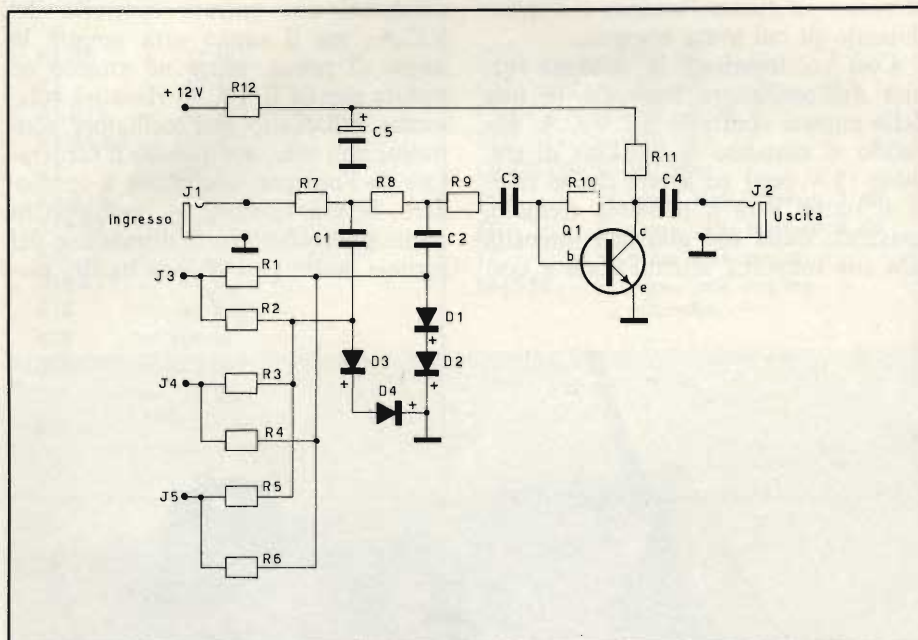 +12V
R12
+
C5
R11
J1
R7
R8
R9
C3
R10
C4
J2
ingresso
C1
C2
Q1
c
b
e
Uscita
J3
R1
R2
D1
+
D3
D2
+
+
D4
+
J4
R3
R4
J5
R5
R6